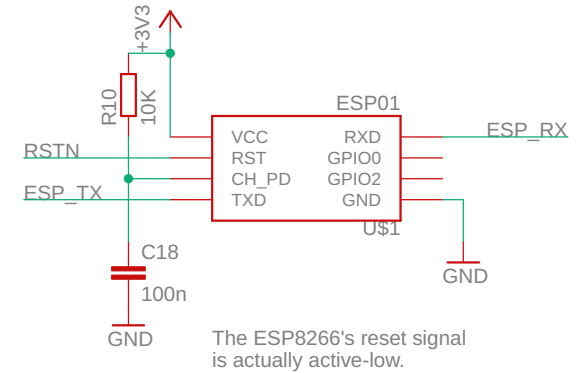 +3V3
ESP01
R10
10K
VCC
RXD
ESP_RX
RSTN
RST
GPIO0
CH_PD
GPIO2
ESP_TX
TXD
GND
U$1
C18
100n
GND
GND
The ESP8266's reset signal
is actually active-low.